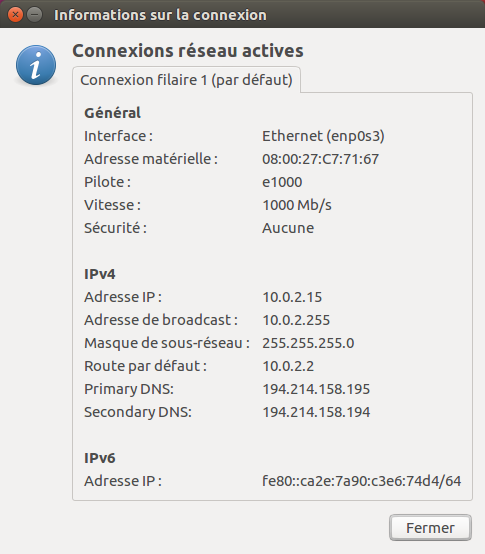 Informations sur la connexion
Connexions réseau actives
Connexion filaire 1 (par défaut)
Général
Interface : Ethernet (enp0s3)
Adresse matérielle : 08:00:27:C7:71:67
Pilote : e1000
Vitesse : 1000 Mb/s
Sécurité : Aucune
IPv4
Adresse IP : 10.0.2.15
Adresse de broadcast : 10.0.2.255
Masque de sous-réseau : 255.255.255.0
Route par défaut : 10.0.2.2
Primary DNS: 194.214.158.195
Secondary DNS: 194.214.158.194
IPv6
Adresse IP : fe80::ca2e:7a90:c3e6:74d4/64
Fermer